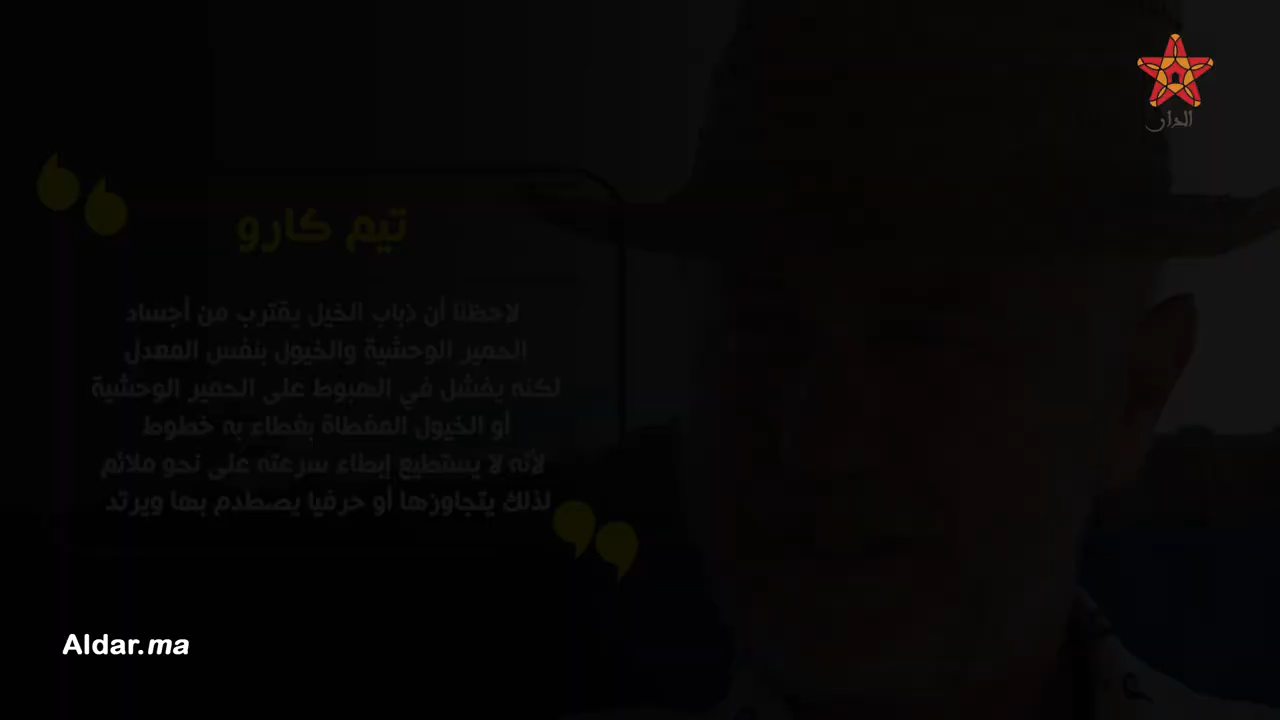 الدار
تيم كارو
لاحظنا أن ذباب الخيل يقترب من أجساد
الحمير الوحشية والخيول بنفس المعدل
لكنه يفشل في الهبوط على الحمير الوحشية
أو الخيول المغطاة بغطاء به خطوط
لأنه لا يستطيع إبطاء سرعته على نحو ملائم
لذلك يتجاوزها أو حرفيا يصطدم بها ويرتد
Aldar.ma